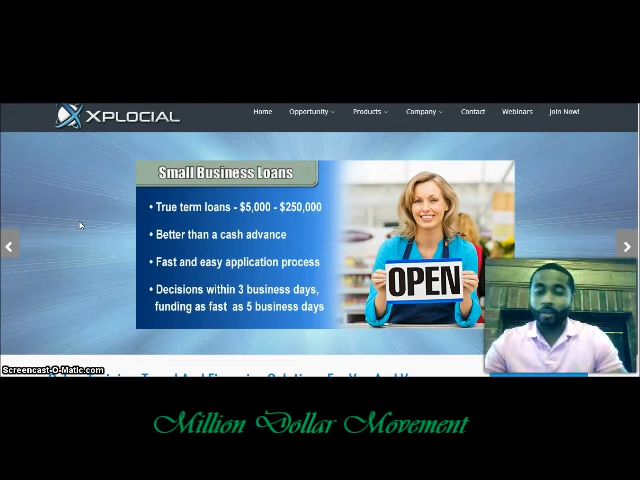 XPLOCIAL
Home Opportunity Products Company Contact Webinars Join Now!
Small Business Loans
• True term loans - $5,000 - $250,000
• Better than a cash advance
• Fast and easy application process
• Decisions within 3 business days,
funding as fast as 5 business days
OPEN
Screencast-O-Matic.com
Million Dollar Movement